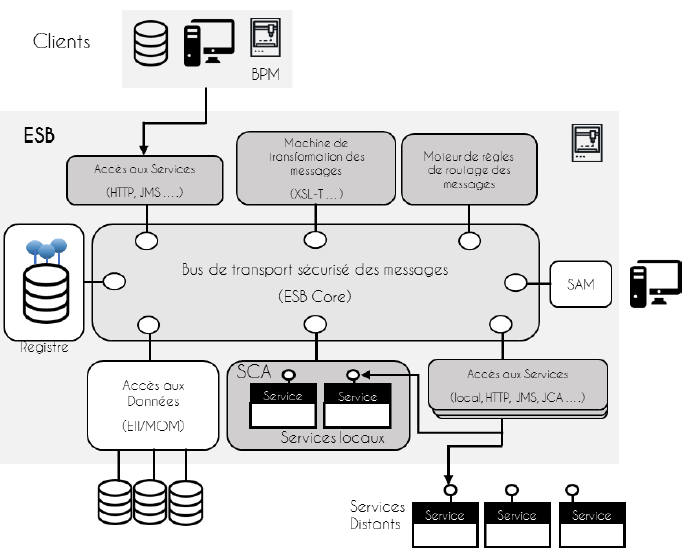 Clients
BPM
ESB
Accès aux Services
(HTTP, JMS ....)
Machine de
transformation des
messages
(XSL-T ...)
Moteur de règles
de routage des
messages
Bus de transport sécurisé des messages
(ESB Core)
SAM
Registre
Accès aux
Données
(EII/MOM)
SCA
Service
Service
Services locaux
Accès aux Services
(local, HTTP, JMS, JCA ....)
Services
Distants
Service
Service
Service